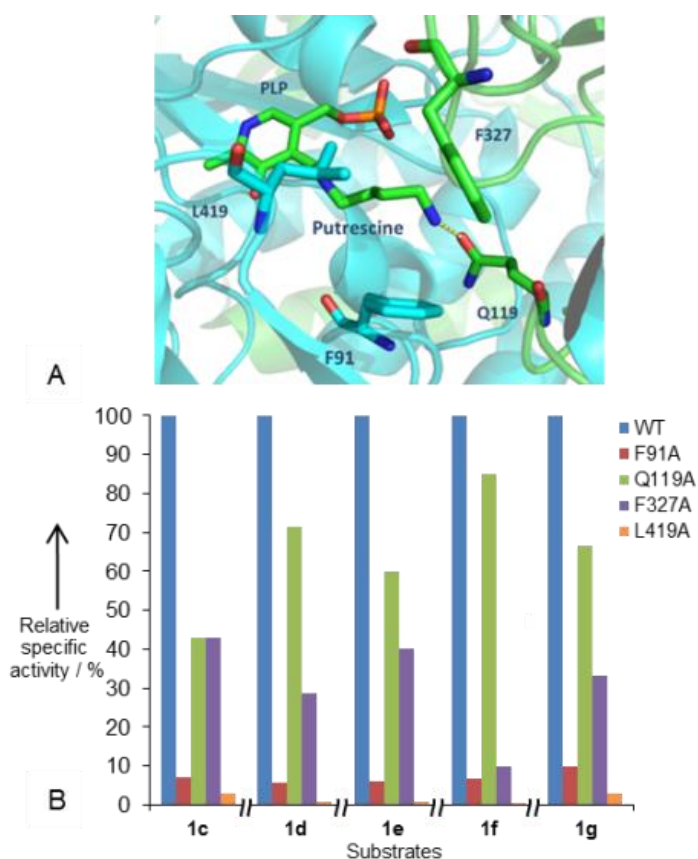 PLP
F327
L419
Putrescine
Q119
F91
A
100
90
80
70
60
50
40
30
20
10
0
Relative
specific
activity / %
WT
F91A
Q119A
F327A
L419A
B
1c 1d 1e 1f 1g
Substrates